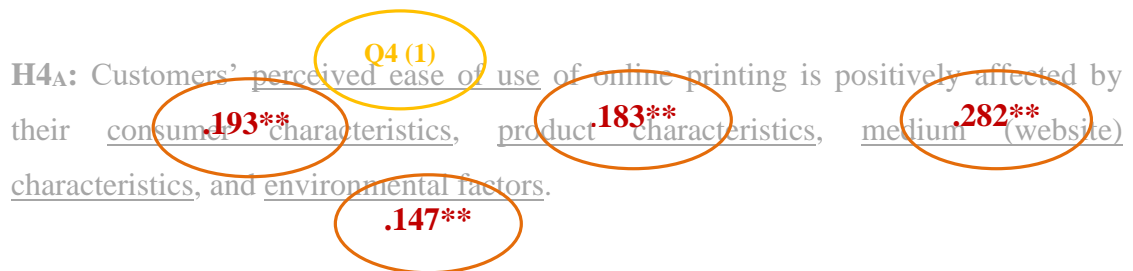 Q4 (1)
H4A: Customers’ perceived ease of use of online printing is positively affected by
.193** .183** .282**
their consumer characteristics, product characteristics, medium (website)
characteristics, and environmental factors.
.147**